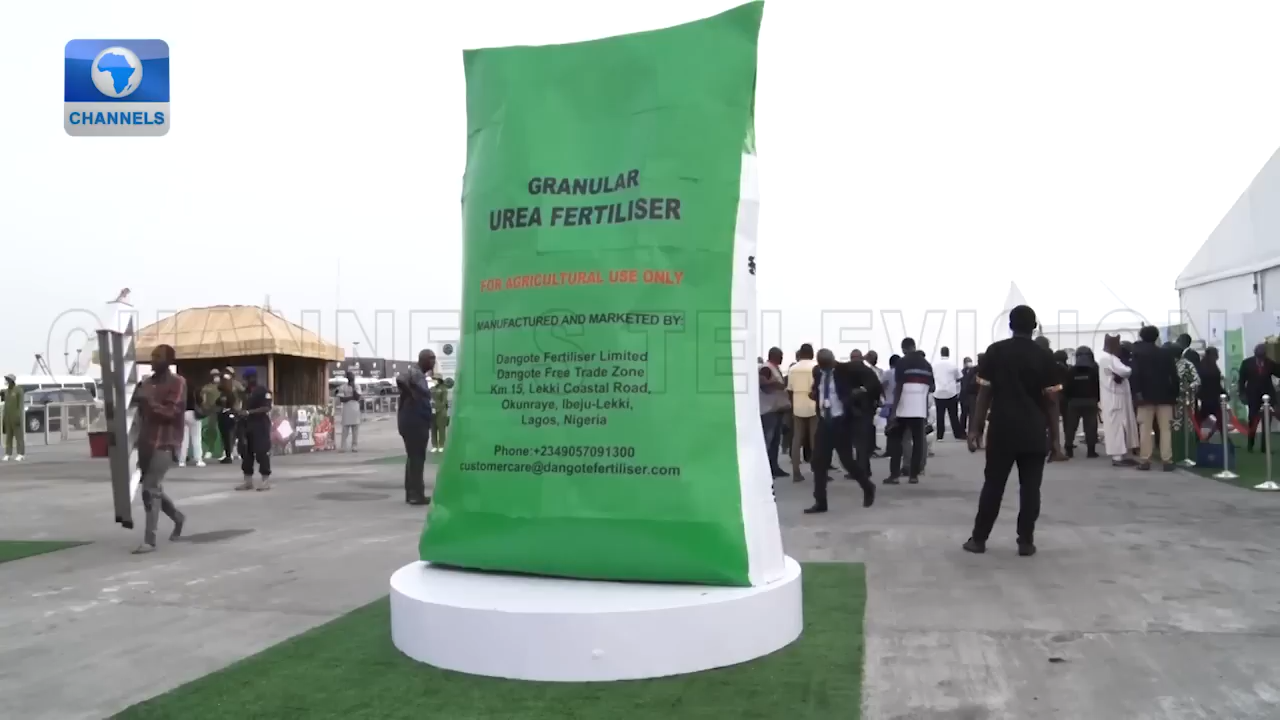 CHANNELS
GRANULAR
UREA FERTILISER
FOR AGRICULTURAL USE ONLY
MANUFACTURED AND MARKETED BY:
CHANNELS TELEVISION
Dangote Fertiliser Limited
Dangote Free Trade Zone
Km 15, Lekki Coastal Road,
Okunraye, Ibeju-Lekki,
Lagos, Nigeria
Phone:+2349057091300
customercare@dangotefertiliser.com